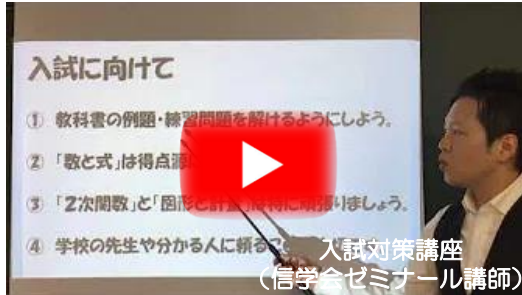 入試に向けて
① 教科書の例題・練習問題を解けるようにしよう。
② 「数と式」は得点源
③ 「2次関数」と「図形と計量」は特に頑張りましょう。
④ 学校の先生や分かる人に頼る
入試対策講座
(信学会ゼミナール講師)